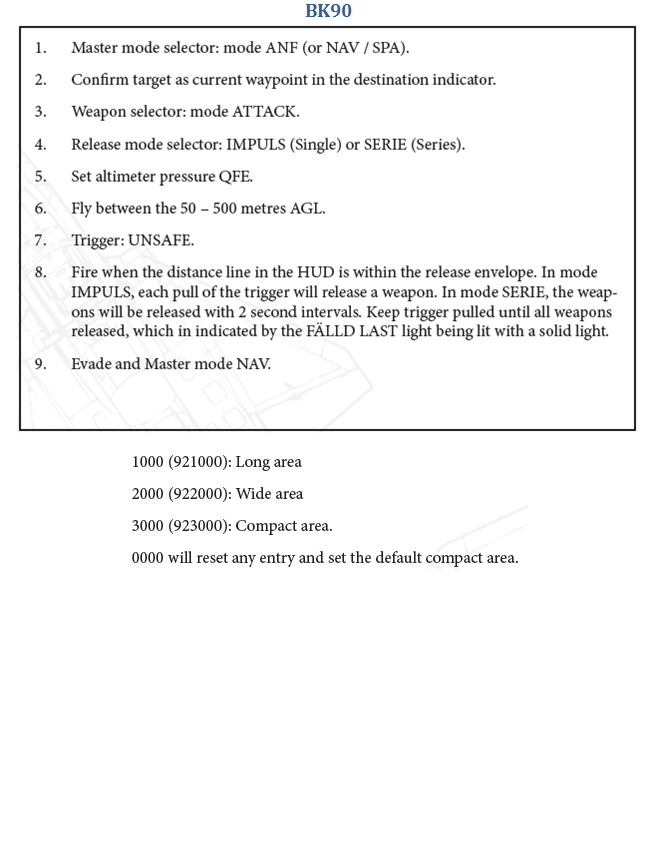 BK90
1. Master mode selector: mode ANF (or NAV / SPA).
2. Confirm target as current waypoint in the destination indicator.
3. Weapon selector: mode ATTACK.
4. Release mode selector: IMPULS (Single) or SERIE (Series).
5. Set altimeter pressure QFE.
6. Fly between the 50 – 500 metres AGL.
7. Trigger: UNSAFE.
8. Fire when the distance line in the HUD is within the release envelope. In mode
IMPULS, each pull of the trigger will release a weapon. In mode SERIE, the weap-
ons will be released with 2 second intervals. Keep trigger pulled until all weapons
released, which in indicated by the FÄLLD LAST light being lit with a solid light.
9. Evade and Master mode NAV.
1000 (921000): Long area
2000 (922000): Wide area
3000 (923000): Compact area.
0000 will reset any entry and set the default compact area.